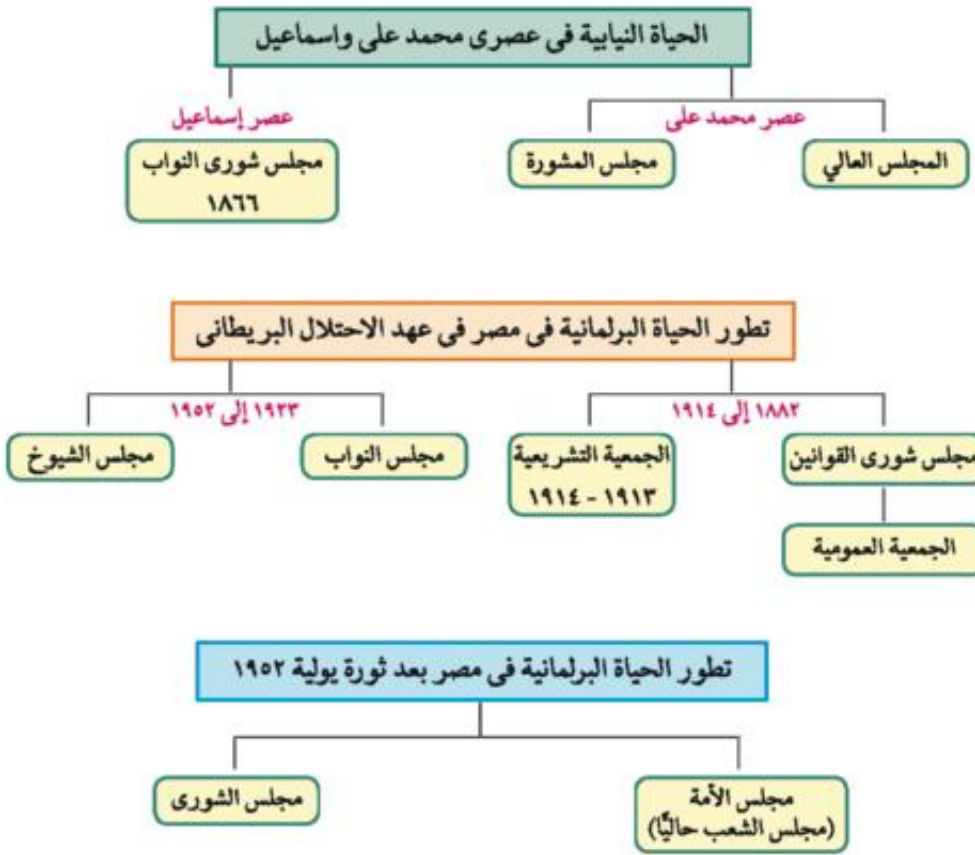 الحياة النيابية فى عصرى محمد على واسماعيل
عصر محمد على
عصر إسماعيل
المجلس العالي
مجلس المشورة
مجلس شورى النواب
١٨٦٦
تطور الحياة البرلمانية فى مصر فى عهد الاحتلال البريطانى
١٨٨٢ إلى ١٩١٤
١٩٢٣ إلى ١٩٥٢
مجلس شورى القوانين
الجمعية التشريعية
١٩١٣ - ١٩١٤
مجلس النواب
مجلس الشيوخ
الجمعية العمومية
تطور الحياة البرلمانية فى مصر بعد ثورة يولية ١٩٥٢
مجلس الأمة
(مجلس الشعب حاليًّا)
مجلس الشورى